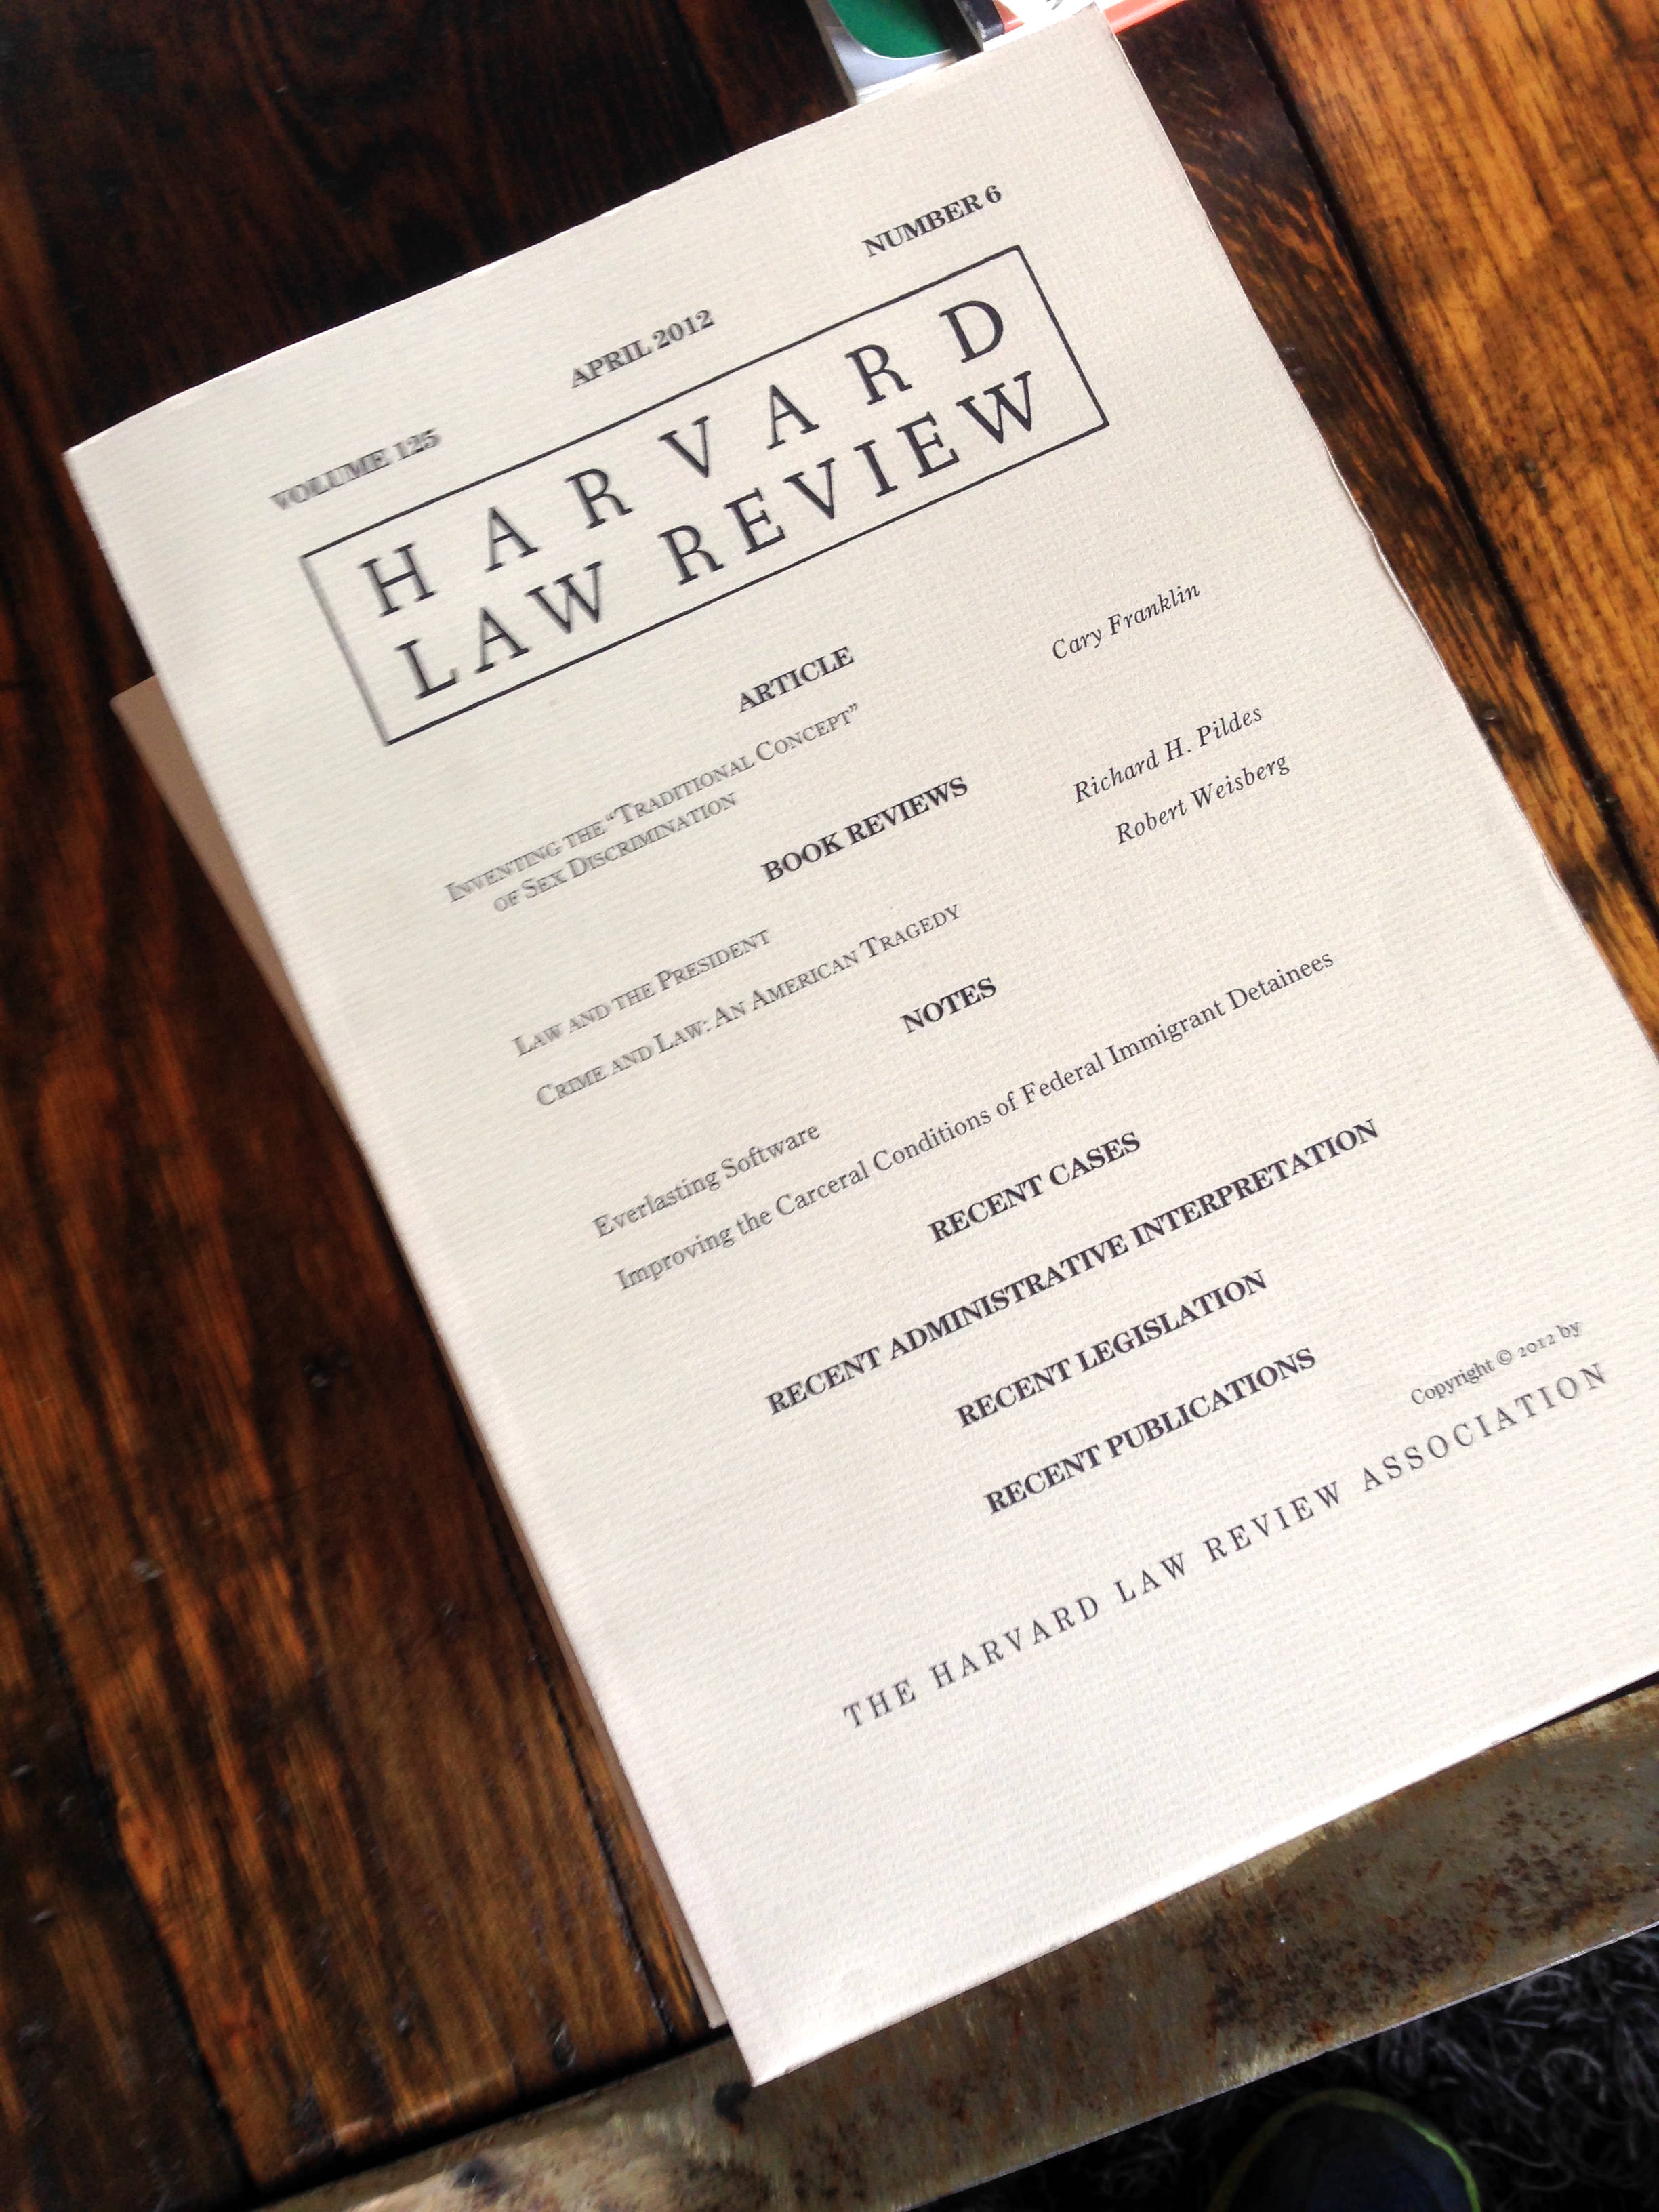 VOLUME 125 APRIL 2012 NUMBER 6
HARVARD
LAW REVIEW
ARTICLE
INVENTING THE “TRADITIONAL CONCEPT”
OF SEX DISCRIMINATION Cary Franklin
BOOK REVIEWS
LAW AND THE PRESIDENT Richard H. Pildes
CRIME AND LAW: AN AMERICAN TRAGEDY Robert Weisberg
NOTES
Everlasting Software
Improving the Carceral Conditions of Federal Immigrant Detainees
RECENT CASES
RECENT ADMINISTRATIVE INTERPRETATION
RECENT LEGISLATION
RECENT PUBLICATIONS
Copyright © 2012 by
THE HARVARD LAW REVIEW ASSOCIATION